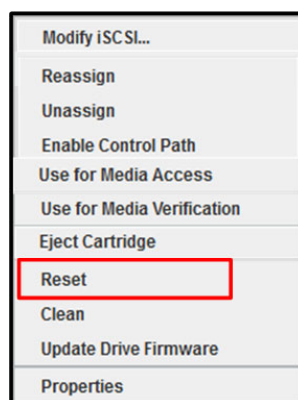 Modify iSCSI...
Reassign
Unassign
Enable Control Path
Use for Media Access
Use for Media Verification
Eject Cartridge
Reset
Clean
Update Drive Firmware
Properties